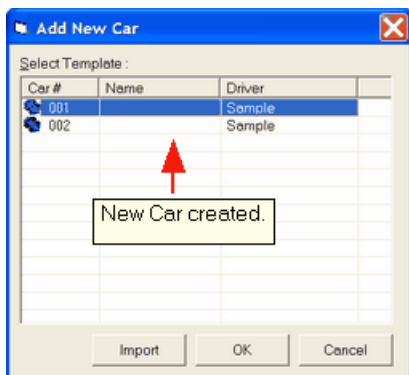 Add New Car
Select Template :
Car # Name Driver
001 Sample
002 Sample
New Car created.
Import OK Cancel